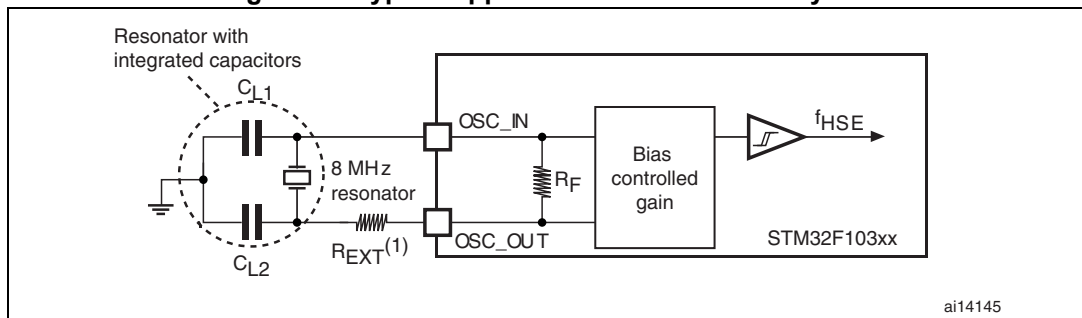 Resonator with
integrated capacitors
CL1
OSC_IN
fHSE
8 MHz
resonator
RF
Bias
controlled
gain
REXT(1)
OSC_OUT
STM32F103xx
CL2
ai14145